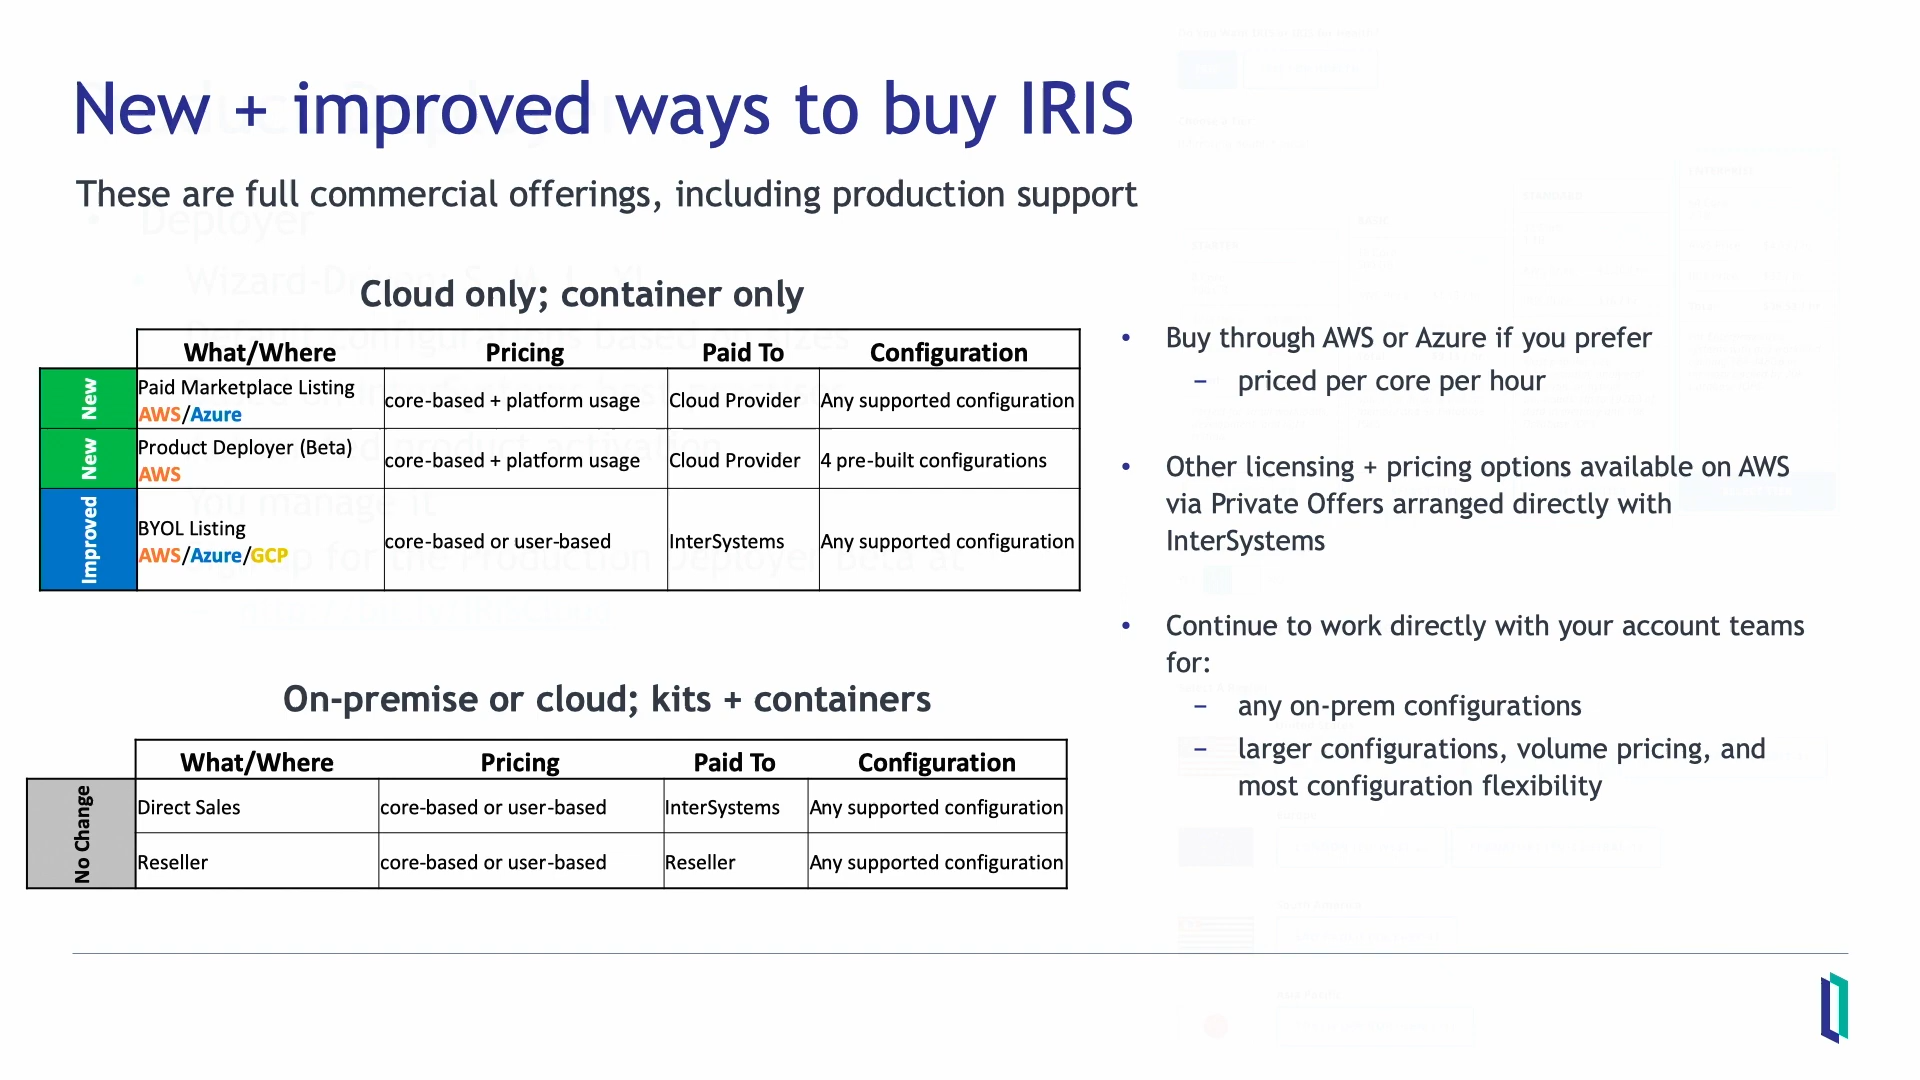 New + improved ways to buy IRIS
These are full commercial offerings, including production support
Cloud only; container only
What/Where Pricing Paid To Configuration
New
Paid Marketplace Listing
AWS/Azure
core-based + platform usage
Cloud Provider
Any supported configuration
New
Product Deployer (Beta)
AWS
core-based + platform usage
Cloud Provider
4 pre-built configurations
Improved
BYOL Listing
AWS/Azure/GCP
core-based or user-based
InterSystems
Any supported configuration
On-premise or cloud; kits + containers
What/Where Pricing Paid To Configuration
No Change
Direct Sales core-based or user-based InterSystems Any supported configuration
Reseller core-based or user-based Reseller Any supported configuration
• Buy through AWS or Azure if you prefer
– priced per core per hour
• Other licensing + pricing options available on AWS
via Private Offers arranged directly with
InterSystems
• Continue to work directly with your account teams
for:
– any on-prem configurations
– larger configurations, volume pricing, and
most configuration flexibility
• Deployer
You manage it